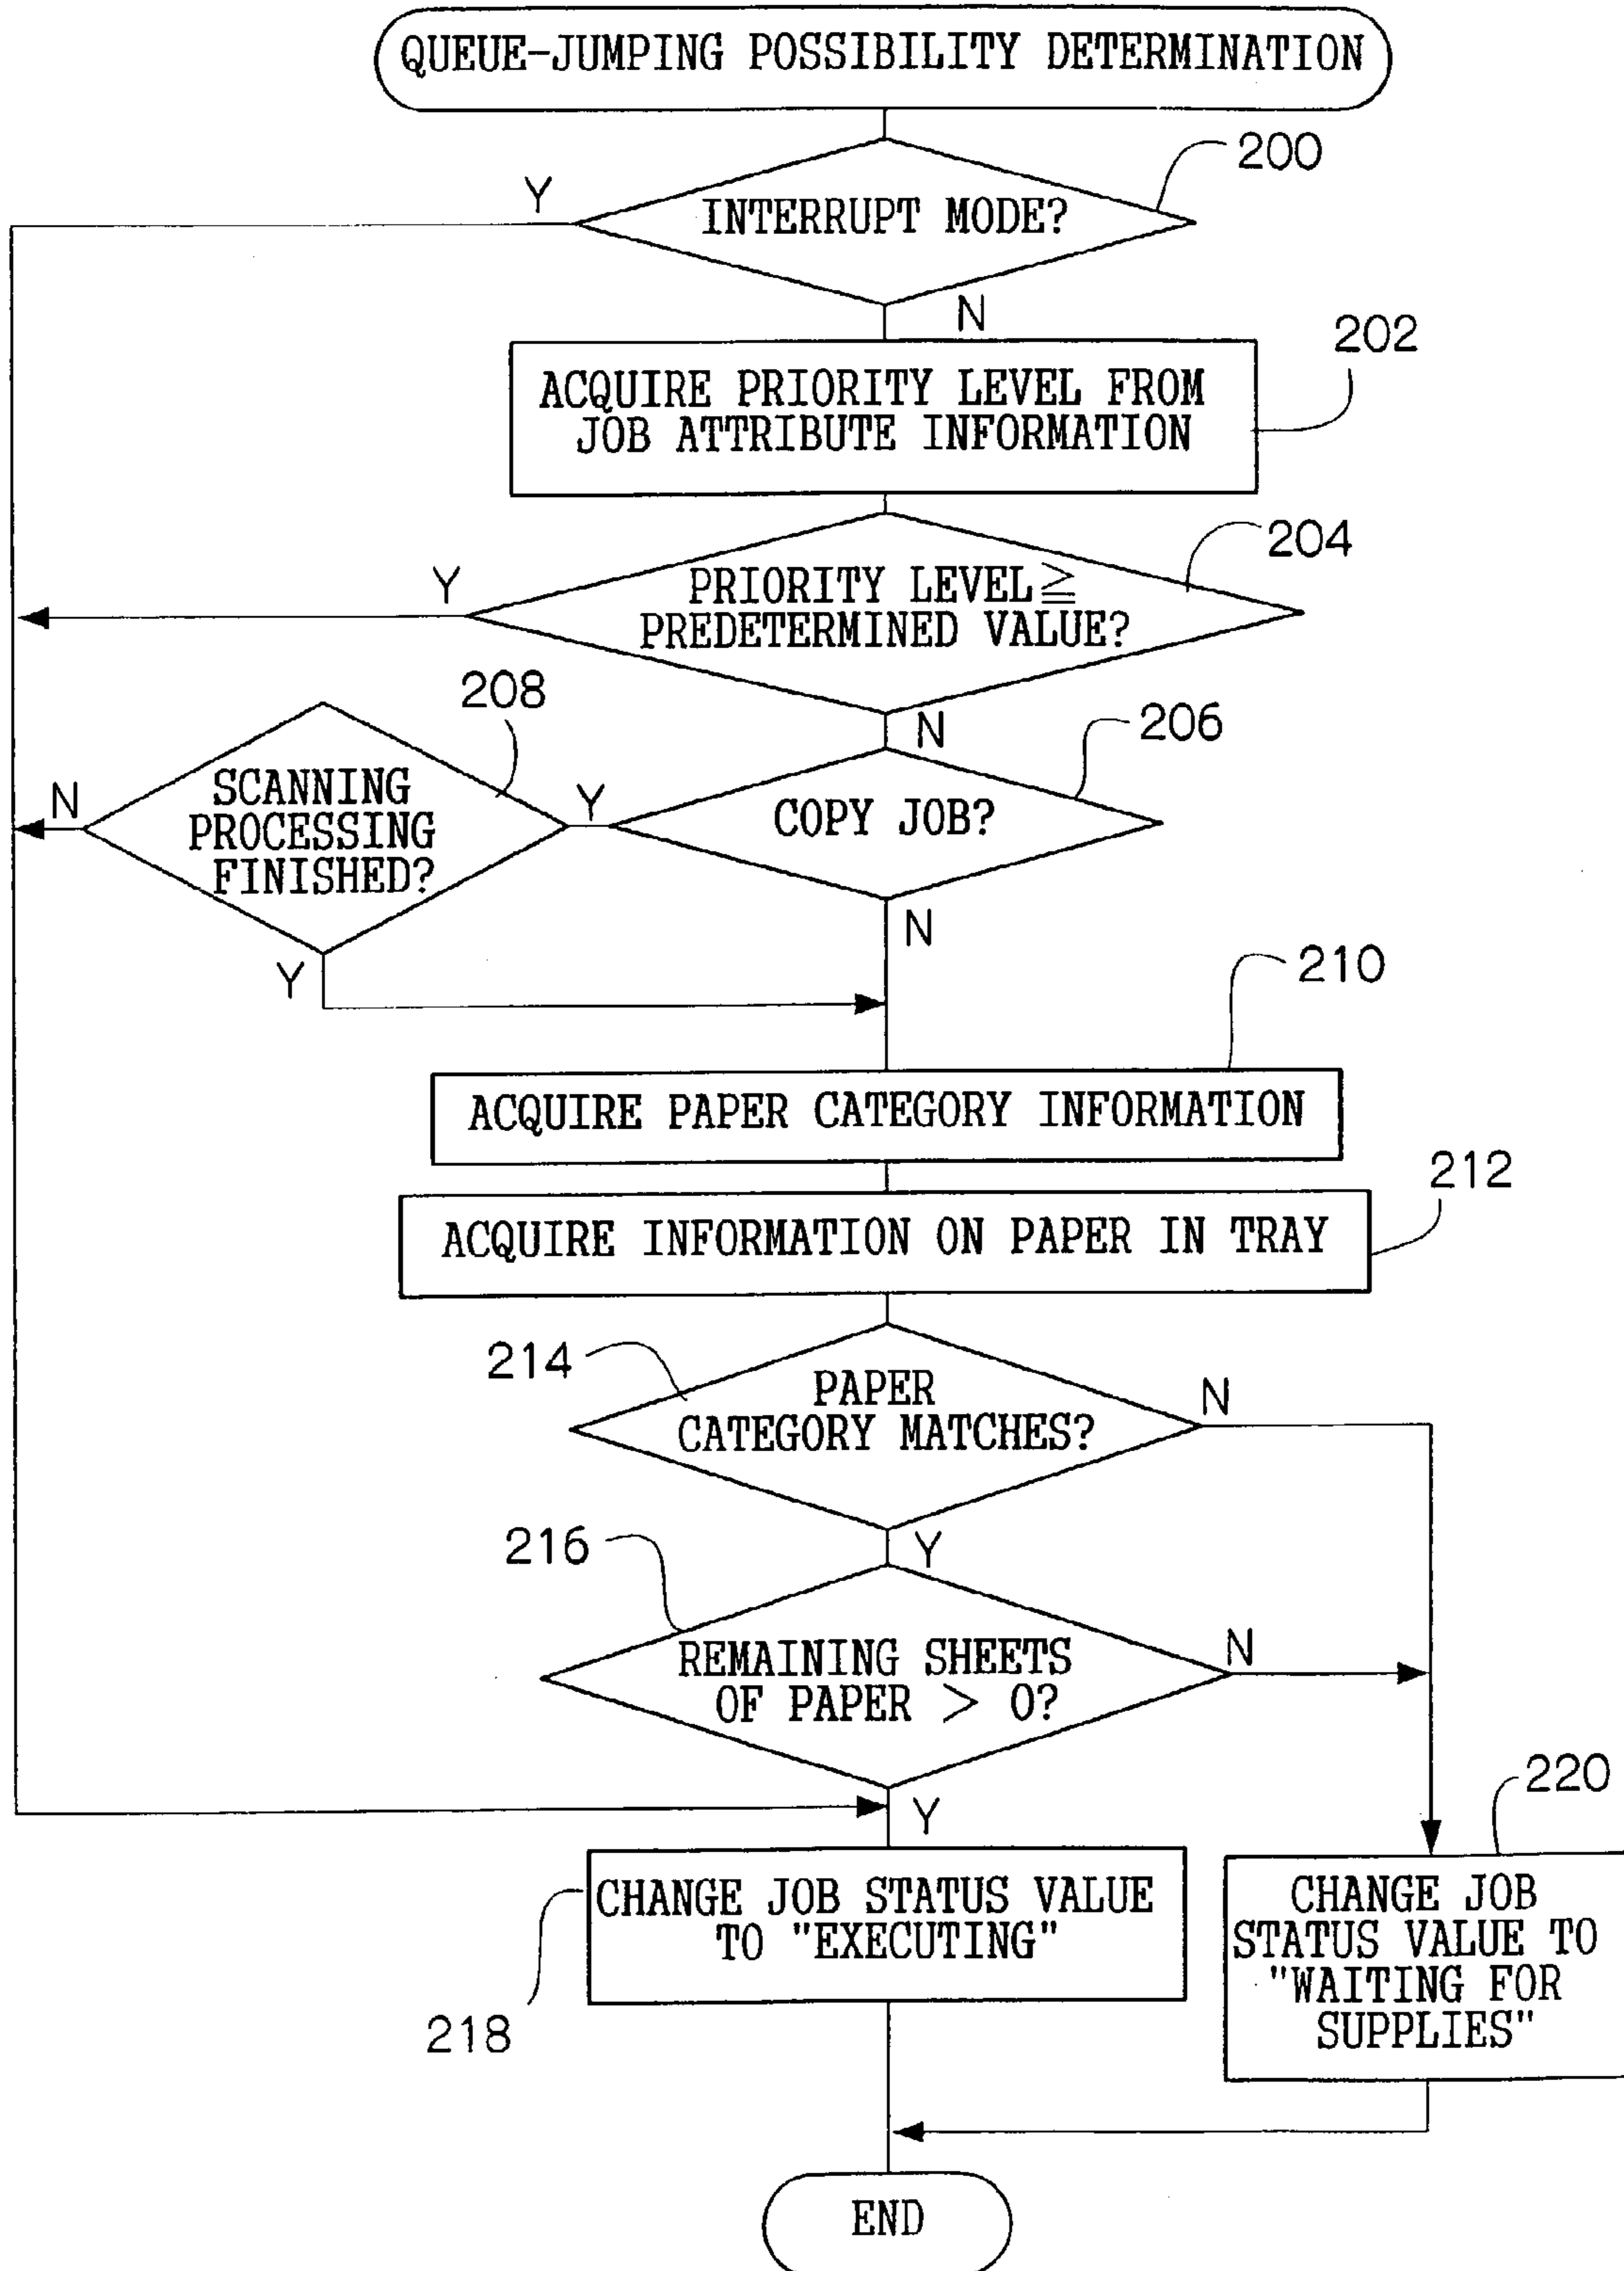 QUEUE-JUMPING POSSIBILITY DETERMINATION
200
Y
INTERRUPT MODE?
N
202
ACQUIRE PRIORITY LEVEL FROM
JOB ATTRIBUTE INFORMATION
204
Y
PRIORITY LEVEL≧
PREDETERMINED VALUE?
208
N
206
SCANNING
PROCESSING
FINISHED?
N
Y
COPY JOB?
N
Y
210
ACQUIRE PAPER CATEGORY INFORMATION
212
ACQUIRE INFORMATION ON PAPER IN TRAY
214
PAPER
CATEGORY MATCHES?
N
216
Y
REMAINING SHEETS
OF PAPER > 0?
N
220
Y
CHANGE JOB STATUS VALUE
TO "EXECUTING"
218
CHANGE JOB
STATUS VALUE TO
"WAITING FOR
SUPPLIES"
END